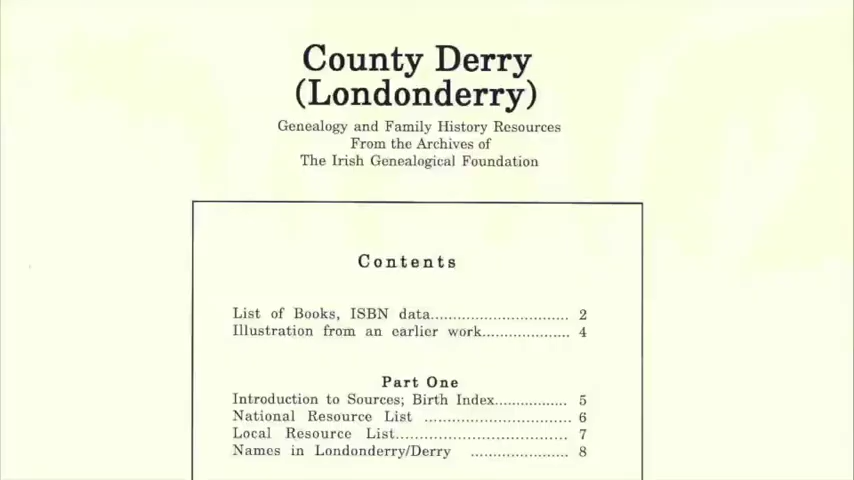 County Derry
(Londonderry)
Genealogy and Family History Resources
From the Archives of
The Irish Genealogical Foundation
Contents
List of Books, ISBN data.............................. 2
Illustration from an earlier work................... 4
Part One
Introduction to Sources; Birth Index................ 5
National Resource List ................................ 6
Local Resource List..................................... 7
Names in Londonderry/Derry ..................... 8